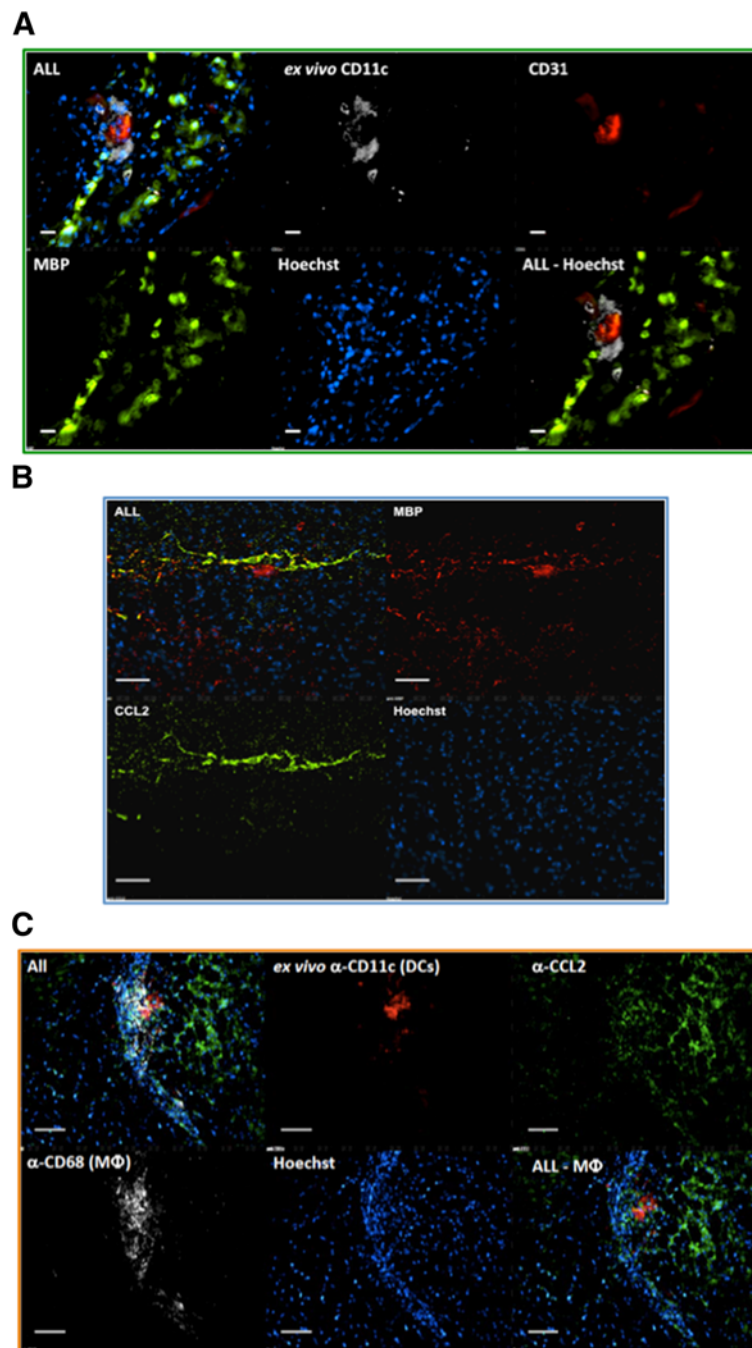 A
ALL
ex vivo CD11c
CD31
MBP
Hoechst
ALL - Hoechst
B
ALL
MBP
CCL2
Hoechst
C
All
ex vivo α-CD11c (DCs)
α-CCL2
α-CD68 (MΦ)
Hoechst
ALL - MΦ